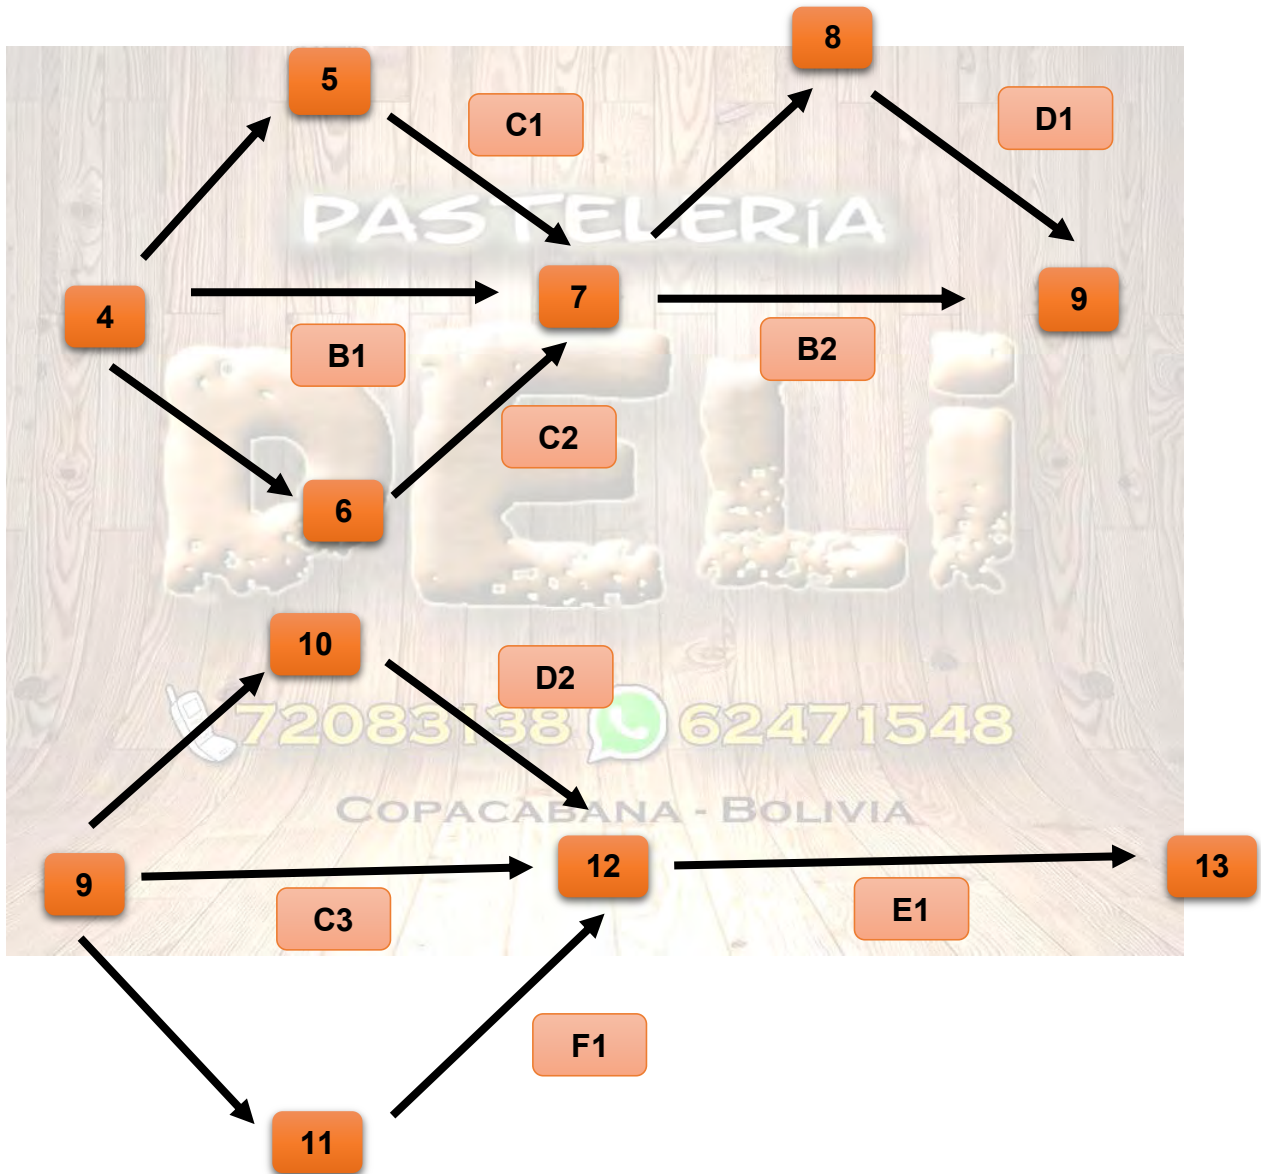 8
5
C1
D1
PASTELERÍA
4
7
9
B1
B2
DELi
C2
6
10
D2
72083138 62471548
COPACABANA - BOLIVIA
9
12
13
C3
E1
F1
11